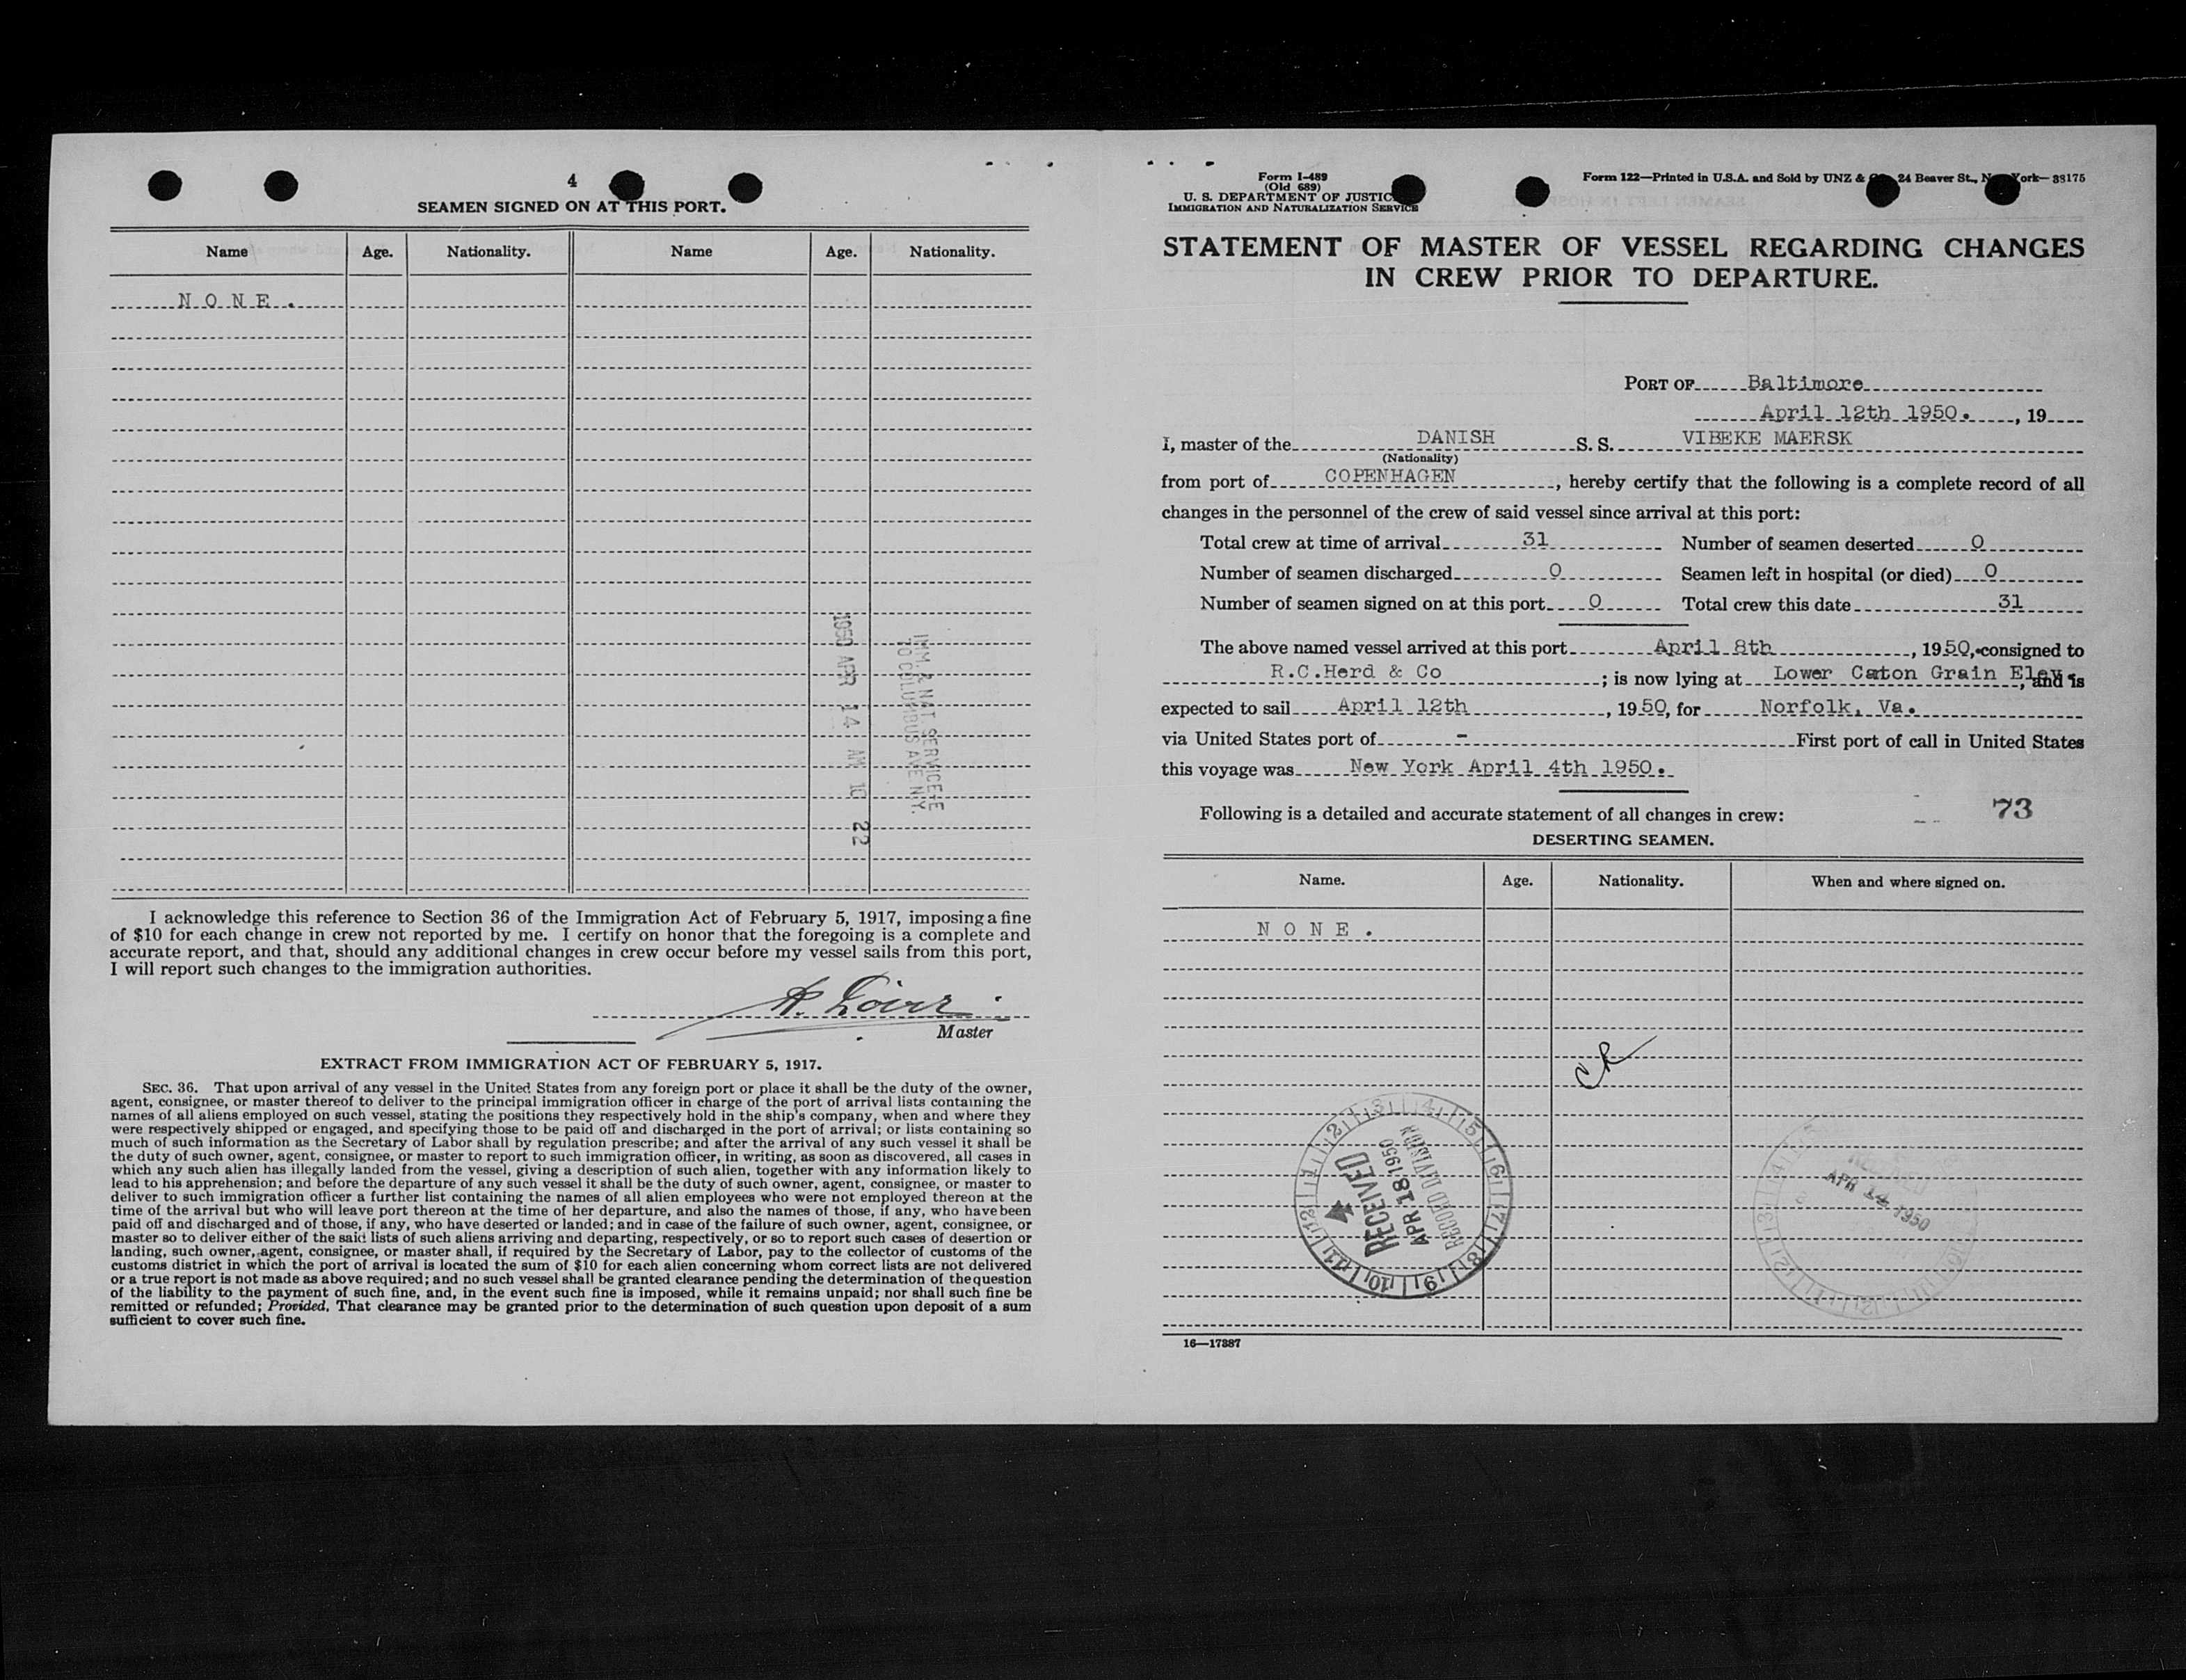 4
SEAMEN SIGNED ON AT THIS PORT.
Name Age. Nationality. Name Age. Nationality.
N O N E .
1950 APR 14 AM 10 22
IMM. & NAT. SERVICE
70 COLUMBUS AVE N.Y.
I acknowledge this reference to Section 36 of the Immigration Act of February 5, 1917, imposing a fine
of $10 for each change in crew not reported by me. I certify on honor that the foregoing is a complete and
accurate report, and that, should any additional changes in crew occur before my vessel sails from this port,
I will report such changes to the immigration authorities.
Master
EXTRACT FROM IMMIGRATION ACT OF FEBRUARY 5, 1917.
SEC. 36. That upon arrival of any vessel in the United States from any foreign port or place it shall be the duty of the owner,
agent, consignee, or master thereof to deliver to the principal immigration officer in charge of the port of arrival lists containing the
names of all aliens employed on such vessel, stating the positions they respectively hold in the ship's company, when and where they
were respectively shipped or engaged, and specifying those to be paid off and discharged in the port of arrival; or lists containing so
much of such information as the Secretary of Labor shall by regulation prescribe; and after the arrival of any such vessel it shall be
the duty of such owner, agent, consignee, or master to report to such immigration officer, in writing, as soon as discovered, all cases in
which any such alien has illegally landed from the vessel, giving a description of such alien, together with any information likely to
lead to his apprehension; and before the departure of any such vessel it shall be the duty of such owner, agent, consignee, or master to
deliver to such immigration officer a further list containing the names of all alien employees who were not employed thereon at the
time of the arrival but who will leave port thereon at the time of her departure, and also the names of those, if any, who have been
paid off and discharged and of those, if any, who have deserted or landed; and in case of the failure of such owner, agent, consignee, or
master so to deliver either of the said lists of such aliens arriving and departing, respectively, or so to report such cases of desertion or
landing, such owner, agent, consignee, or master shall, if required by the Secretary of Labor, pay to the collector of customs of the
customs district in which the port of arrival is located the sum of $10 for each alien concerning whom correct lists are not delivered
or a true report is not made as above required; and no such vessel shall be granted clearance pending the determination of the question
of the liability to the payment of such fine, and, in the event such fine is imposed, while it remains unpaid; nor shall such fine be
remitted or refunded; Provided, That clearance may be granted prior to the determination of such question upon deposit of a sum
sufficient to cover such fine.
Form I-489
(Old 689)
U. S. DEPARTMENT OF JUSTICE
IMMIGRATION AND NATURALIZATION SERVICE
Form 122—Printed in U.S.A. and Sold by UNZ & Co., 24 Beaver St., New York—38175
STATEMENT OF MASTER OF VESSEL REGARDING CHANGES
IN CREW PRIOR TO DEPARTURE.
PORT OF Baltimore
April 12th 1950. , 19
I, master of the DANISH S. S. VIBEKE MAERSK
(Nationality)
from port of COPENHAGEN , hereby certify that the following is a complete record of all
changes in the personnel of the crew of said vessel since arrival at this port:
Total crew at time of arrival 31 Number of seamen deserted 0
Number of seamen discharged 0 Seamen left in hospital (or died) 0
Number of seamen signed on at this port 0 Total crew this date 31
The above named vessel arrived at this port April 8th , 1950, consigned to
R.C.Herd & Co ; is now lying at Lower Caton Grain Elev , and is
expected to sail April 12th , 1950, for Norfolk, Va.
via United States port of - First port of call in United States
this voyage was New York April 4th 1950.
Following is a detailed and accurate statement of all changes in crew: 73
DESERTING SEAMEN.
Name. Age. Nationality. When and where signed on.
N O N E .
RECEIVED
APR 18 1950
RECORD DIVISION
APR 14 1950
16—17387